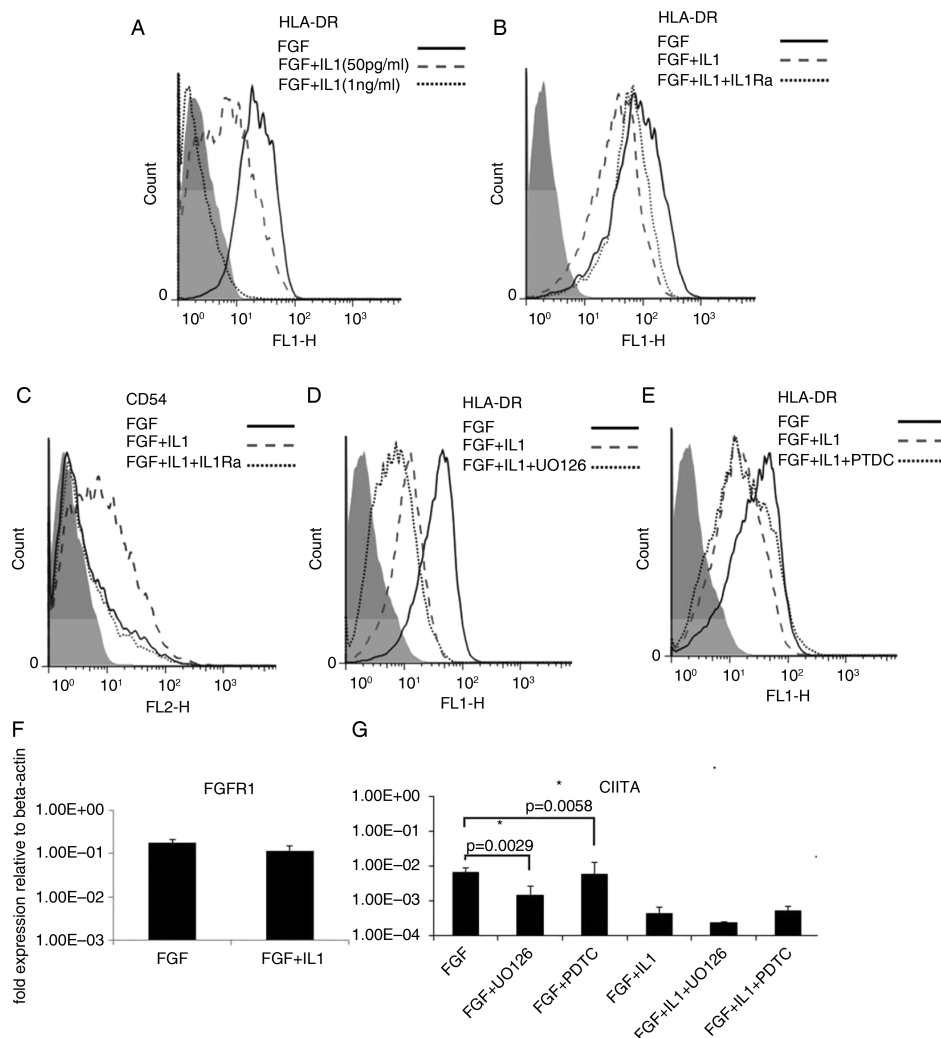 A
HLA-DR
FGF
FGF+IL1(50pg/ml)
FGF+IL1(1ng/ml)
Count
0
10⁰ 10¹ 10² 10³
FL1-H
B
HLA-DR
FGF
FGF+IL1
FGF+IL1+IL1Ra
Count
0
10⁰ 10¹ 10² 10³
FL1-H
C
CD54
FGF
FGF+IL1
FGF+IL1+IL1Ra
Count
0
10⁰ 10¹ 10² 10³
FL2-H
D
HLA-DR
FGF
FGF+IL1
FGF+IL1+UO126
Count
0
10⁰ 10¹ 10² 10³
FL1-H
E
HLA-DR
FGF
FGF+IL1
FGF+IL1+PTDC
Count
0
10⁰ 10¹ 10² 10³
FL1-H
F
FGFR1
fold expression relative to beta-actin
1.00E+00
1.00E−01
1.00E−02
1.00E−03
FGF
FGF+IL1
G
* CIITA
p=0.0058
*
p=0.0029
1.00E+00
1.00E−01
1.00E−02
1.00E−03
1.00E−04
FGF
FGF+UO126
FGF+PDTC
FGF+IL1
FGF+IL1+UO126
FGF+IL1+PDTC